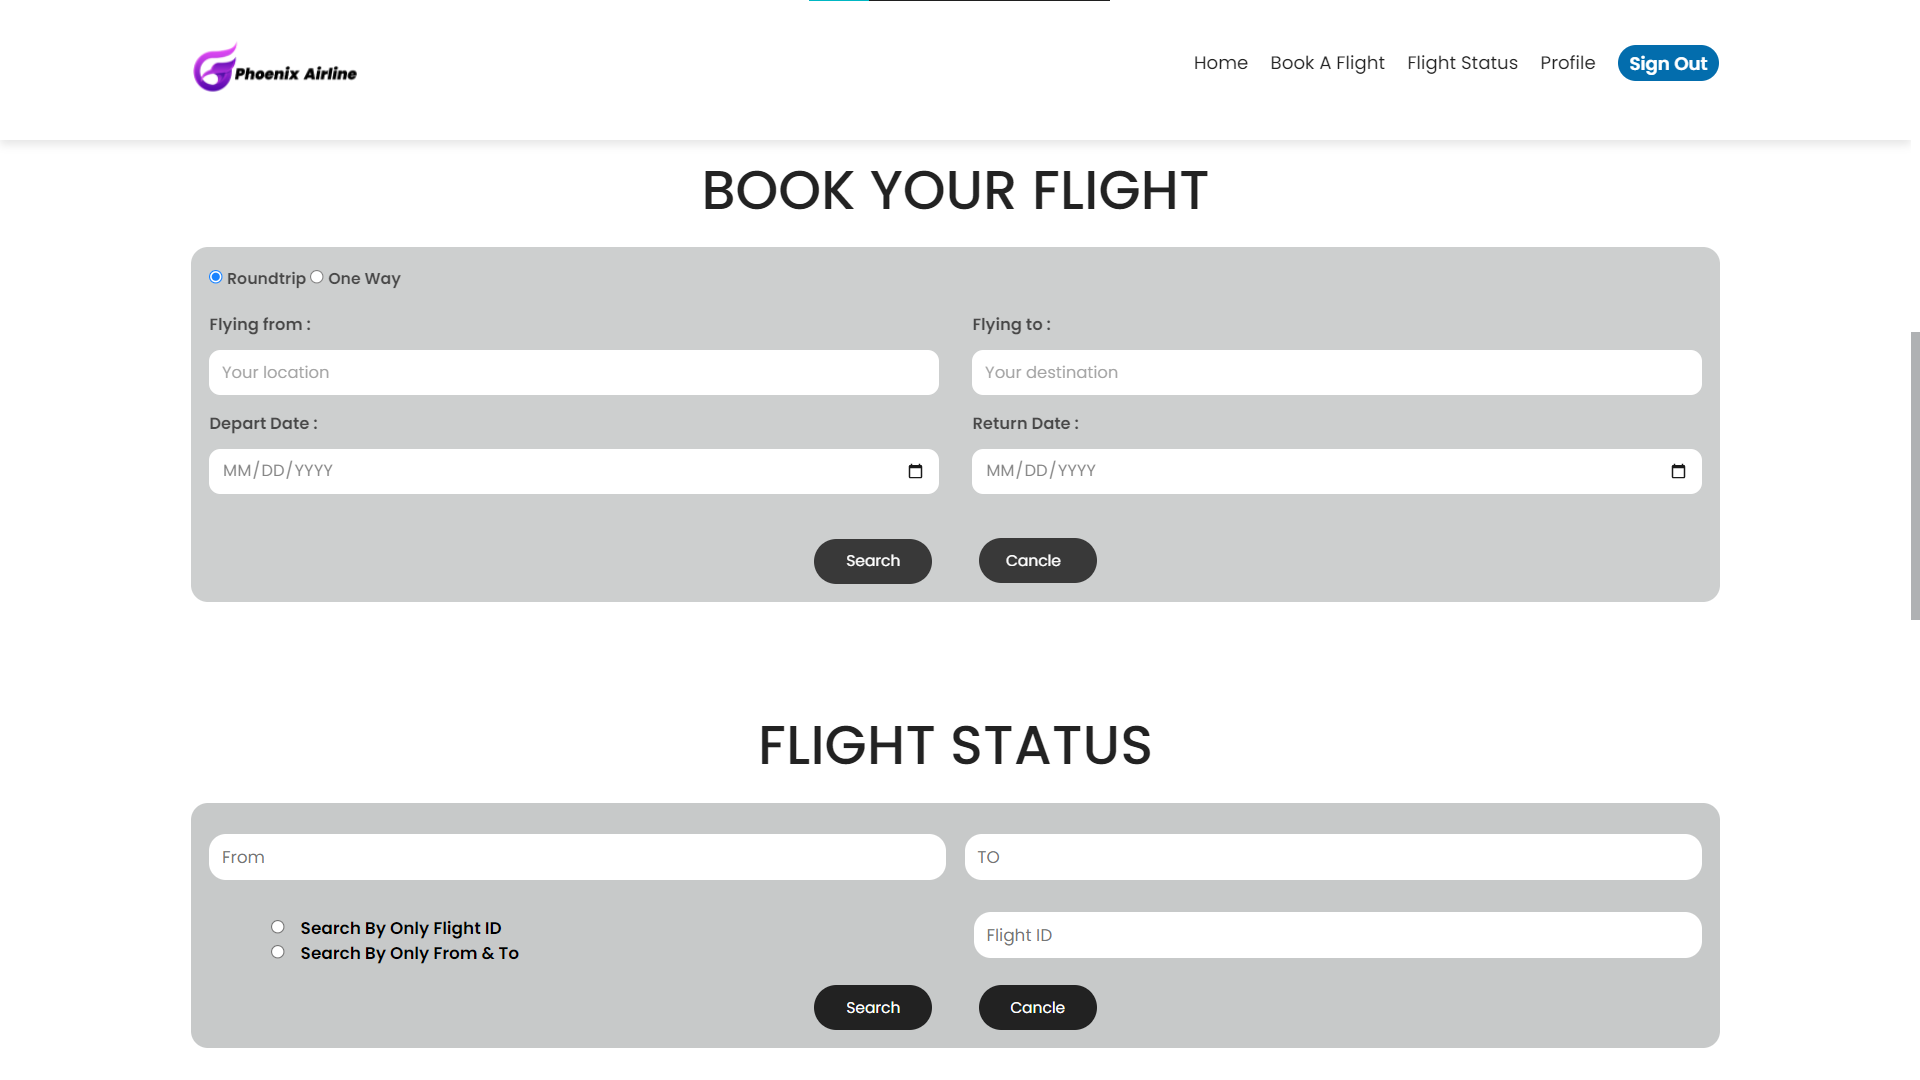 Phoenix Airline
Home Book A Flight Flight Status Profile Sign Out
BOOK YOUR FLIGHT
Roundtrip One Way
Flying from : Flying to :
Your location Your destination
Depart Date : Return Date :
MM/DD/YYYY MM/DD/YYYY
Search Cancle
FLIGHT STATUS
From TO
Search By Only Flight ID
Flight ID
Search By Only From & To
Search Cancle